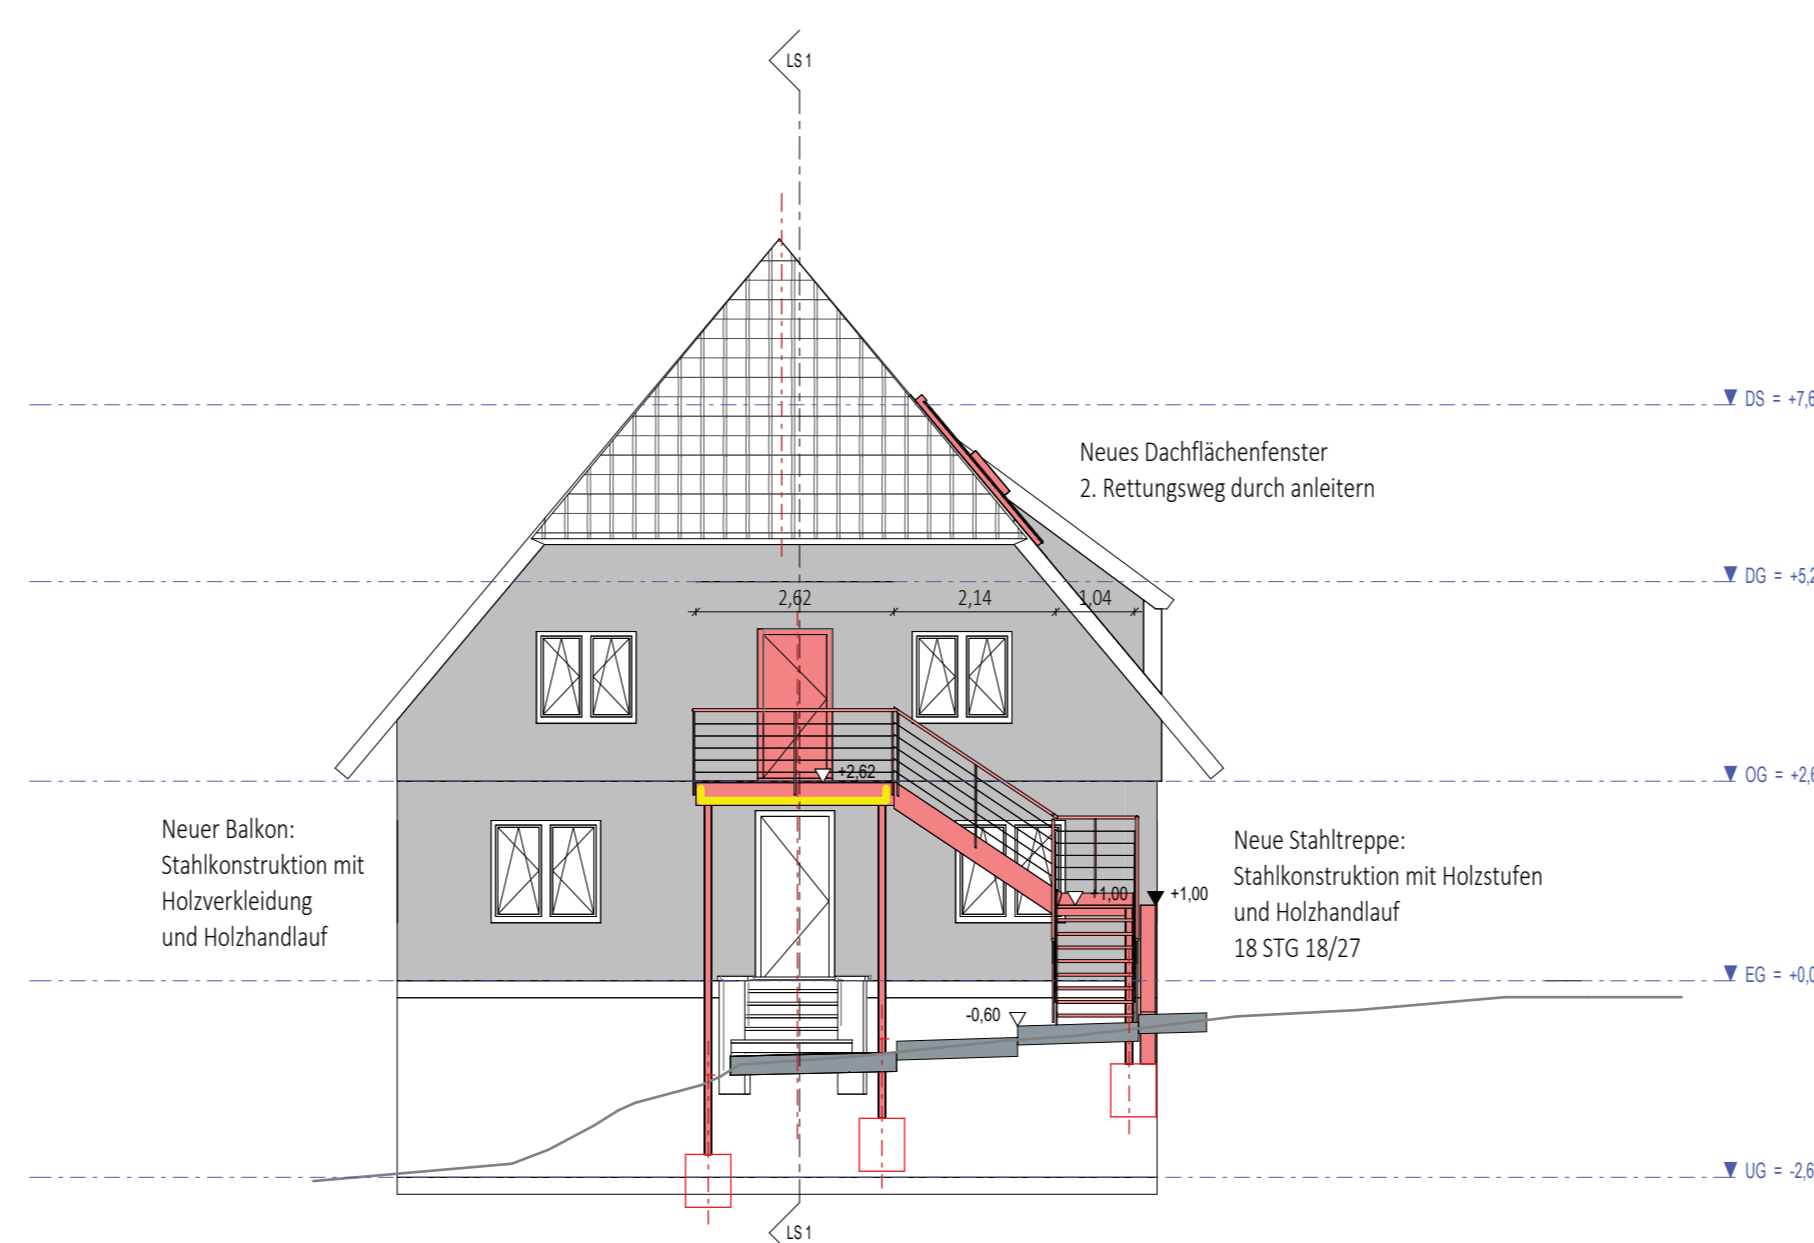 LS 1
DS = +7,6
Neues Dachflächenfenster
2. Rettungsweg durch anleitern
DG = +5,2
2,62
2,14
1,04
+2,62
OG = +2,6
Neuer Balkon:
Stahlkonstruktion mit
Holzverkleidung
und Holzhandlauf
Neue Stahltreppe:
Stahlkonstruktion mit Holzstufen
und Holzhandlauf
18 STG 18/27
+1,00
+1,00
EG = +0,0
-0,60
UG = -2,6
LS 1